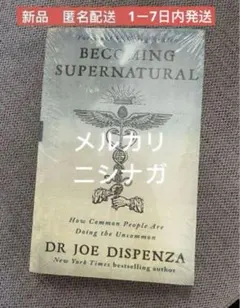 新品　匿名配送　1ー7日内発送
BECOMING
SUPERNATURAL
メルカリ
ニシナガ
How Common People Are
Doing the Uncommon
DR JOE DISPENZA
New York Times bestselling author